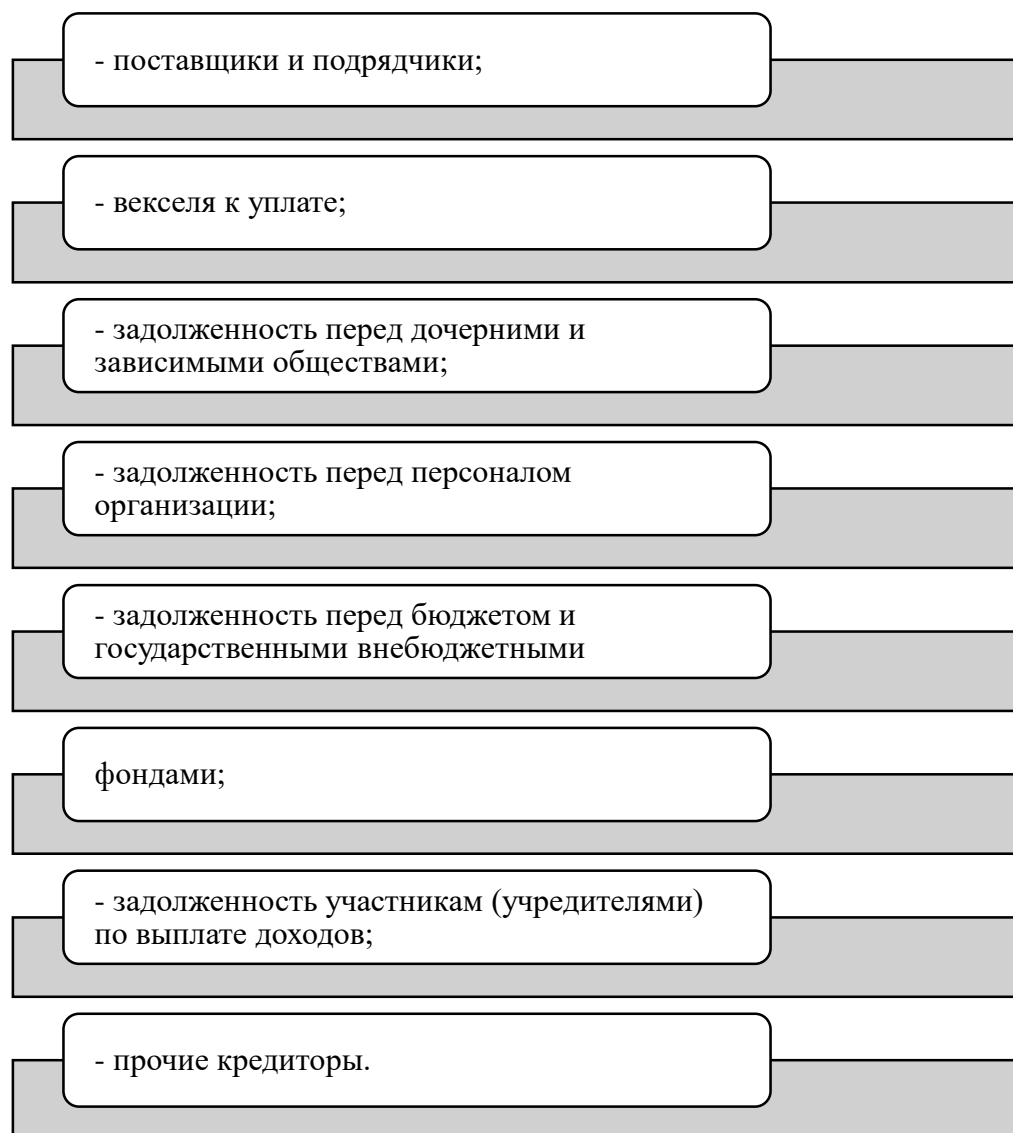 - поставщики и подрядчики;
- векселя к уплате;
- задолженность перед дочерними и
зависимыми обществами;
- задолженность перед персоналом
организации;
- задолженность перед бюджетом и
государственными внебюджетными
фондами;
- задолженность участникам (учредителями)
по выплате доходов;
- прочие кредиторы.